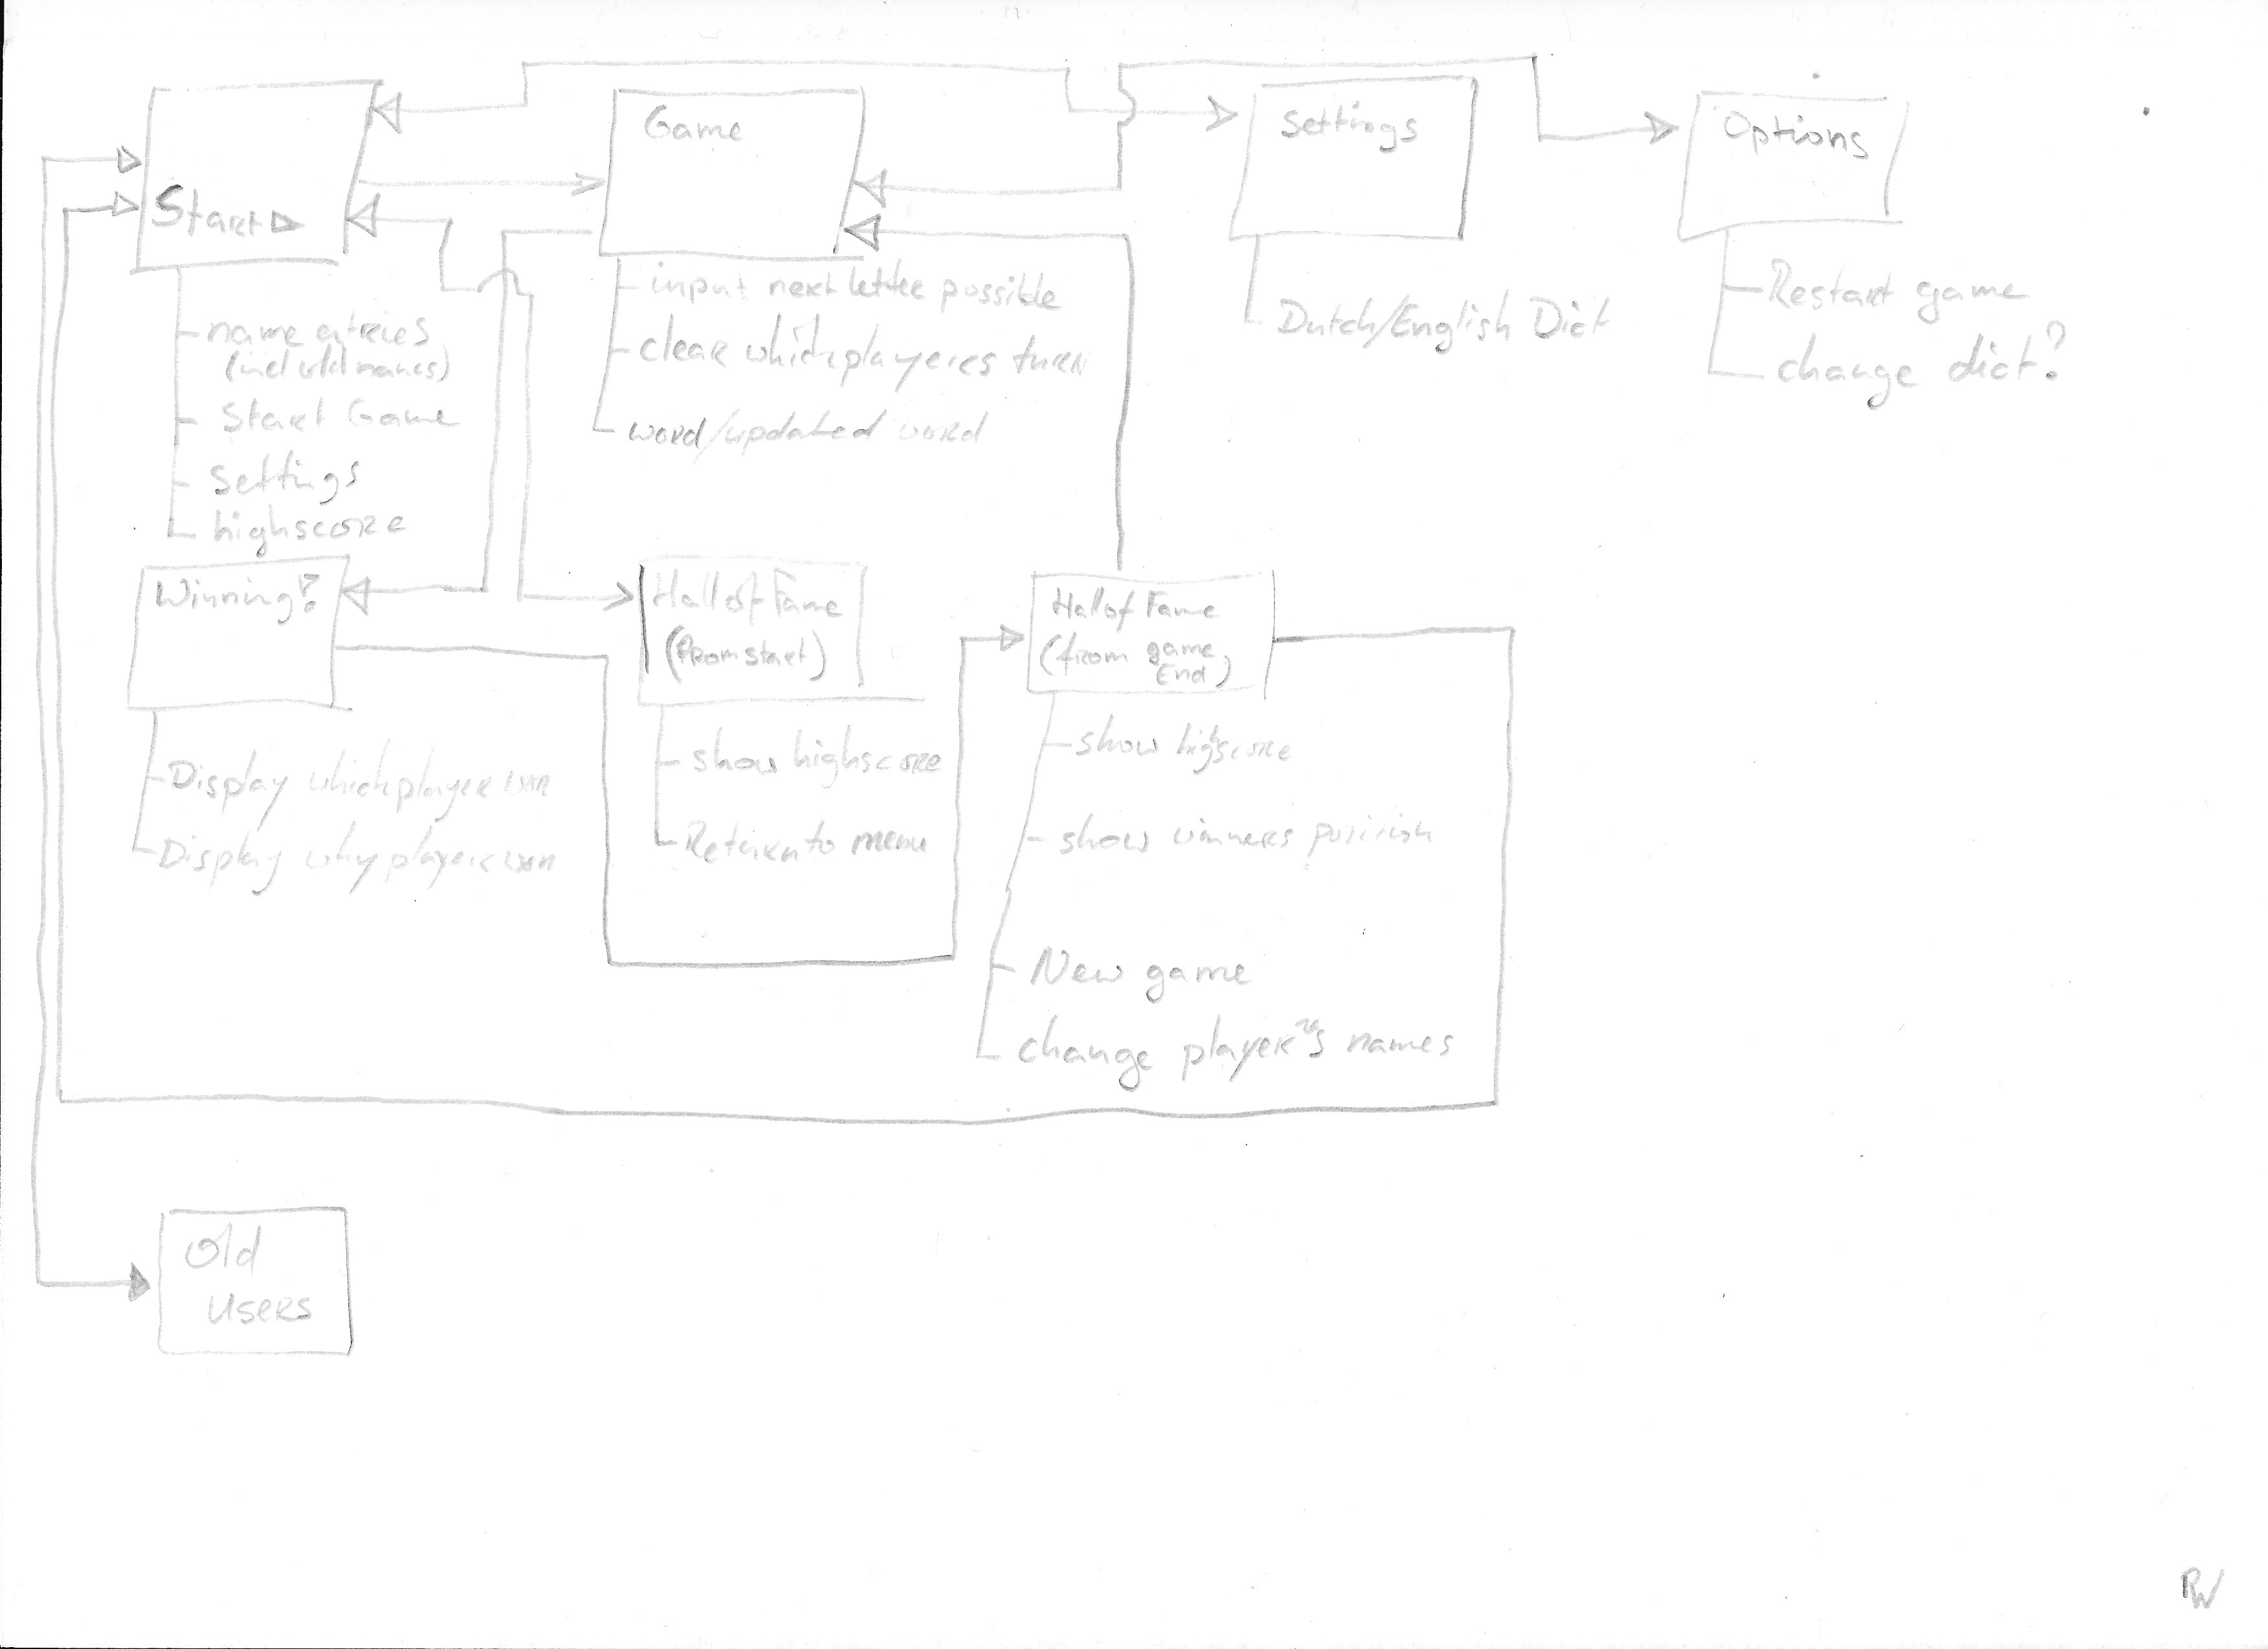 Start
name entries
(incl old names)
Start Game
Settings
highscore
Game
input next letter possible
clear which players turn
word/updated word
Settings
Dutch/English Dict
Options
Restart game
change dict?
Winning!?
Display which player won
Display why player won
Hall of Fame
(From start)
show highscore
Return to menu
Hall of Fame
(from game
End)
show highscore
show winners position
New game
change player's names
Old
users
RW